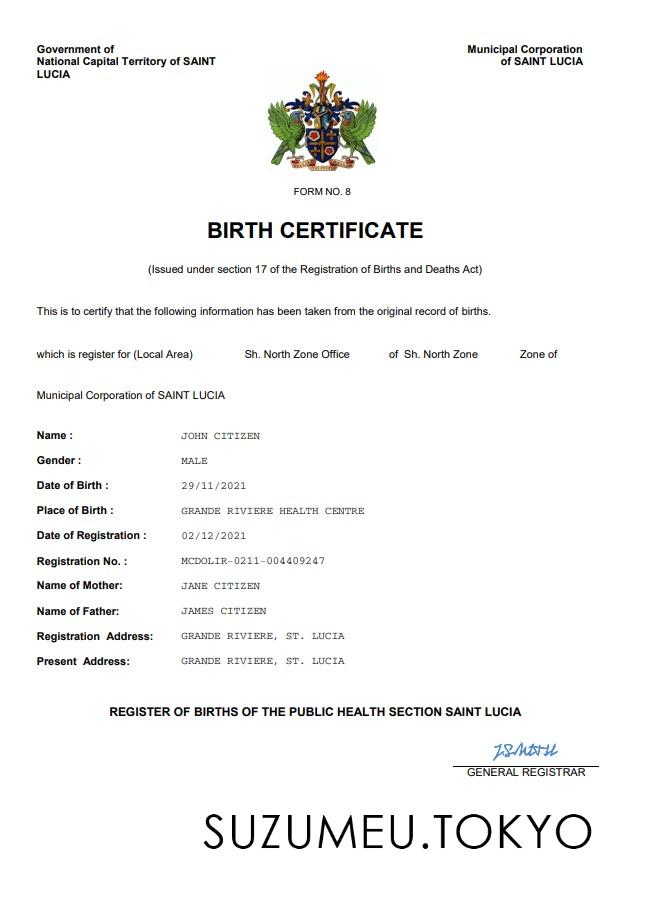 Government of
National Capital Territory of SAINT
LUCIA
Municipal Corporation
of SAINT LUCIA
FORM NO. 8
BIRTH CERTIFICATE
(Issued under section 17 of the Registration of Births and Deaths Act)
This is to certify that the following information has been taken from the original record of births.
which is register for (Local Area) Sh. North Zone Office of Sh. North Zone Zone of
Municipal Corporation of SAINT LUCIA
Name : JOHN CITIZEN
Gender : MALE
Date of Birth : 29/11/2021
Place of Birth : GRANDE RIVIERE HEALTH CENTRE
Date of Registration : 02/12/2021
Registration No. : MCDOLIR-0211-004409247
Name of Mother: JANE CITIZEN
Name of Father: JAMES CITIZEN
Registration Address: GRANDE RIVIERE, ST. LUCIA
Present Address: GRANDE RIVIERE, ST. LUCIA
REGISTER OF BIRTHS OF THE PUBLIC HEALTH SECTION SAINT LUCIA
GENERAL REGISTRAR
SUZUMEU.TOKYO